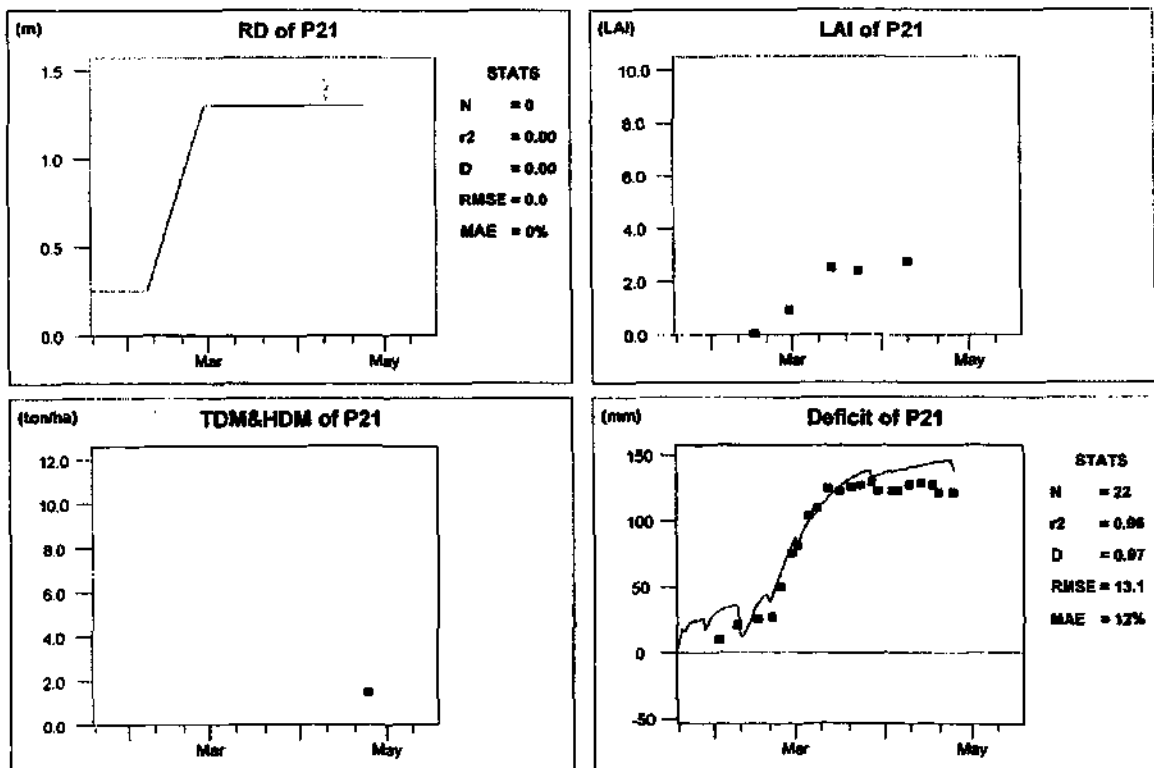 (m) RD of P21
1.5
1.0
0.5
0.0
Mar May
STATS
N = 0
r2 = 0.00
D = 0.00
RMSE = 0.0
MAE = 0%
(LAI) LAI of P21
10.0
8.0
6.0
4.0
2.0
0.0
Mar May
(ton/ha) TDM&HDM of P21
12.0
10.0
8.0
6.0
4.0
2.0
0.0
Mar May
(mm) Deficit of P21
150
100
50
0
-50
Mar May
STATS
N = 22
r2 = 0.96
D = 0.97
RMSE = 13.1
MAE = 12%